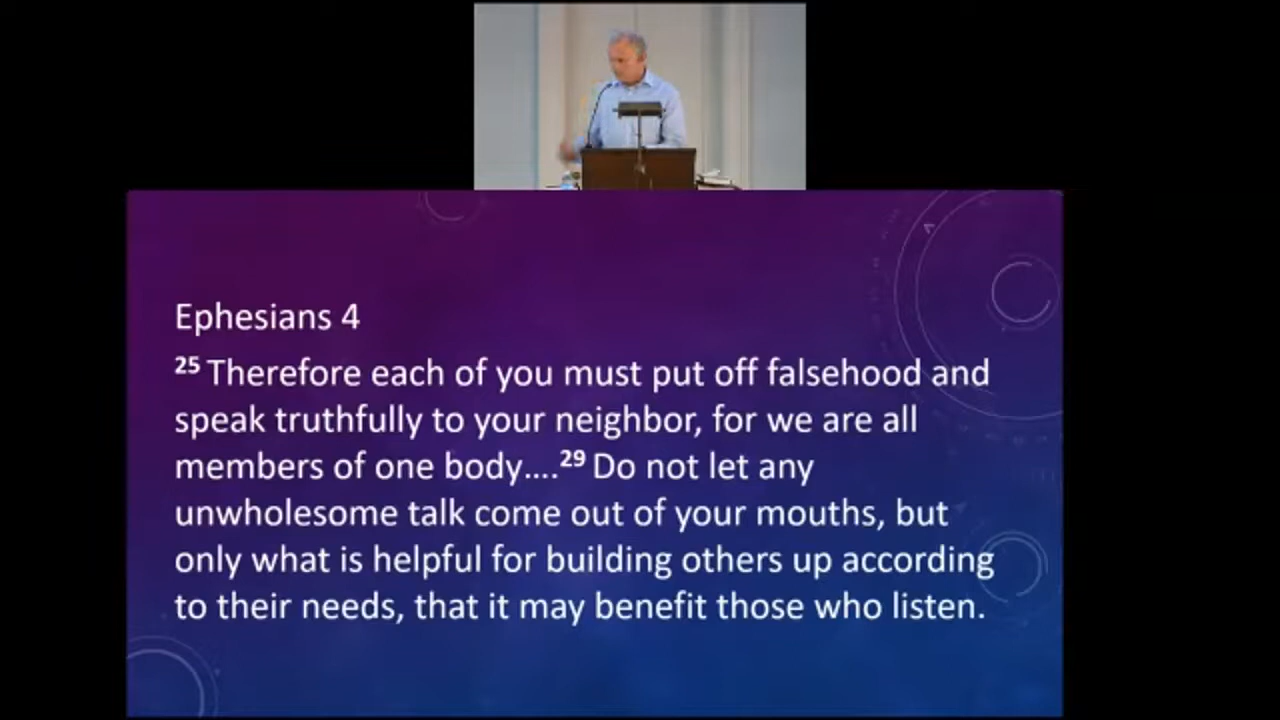 Ephesians 4
25 Therefore each of you must put off falsehood and
speak truthfully to your neighbor, for we are all
members of one body....29 Do not let any
unwholesome talk come out of your mouths, but
only what is helpful for building others up according
to their needs, that it may benefit those who listen.